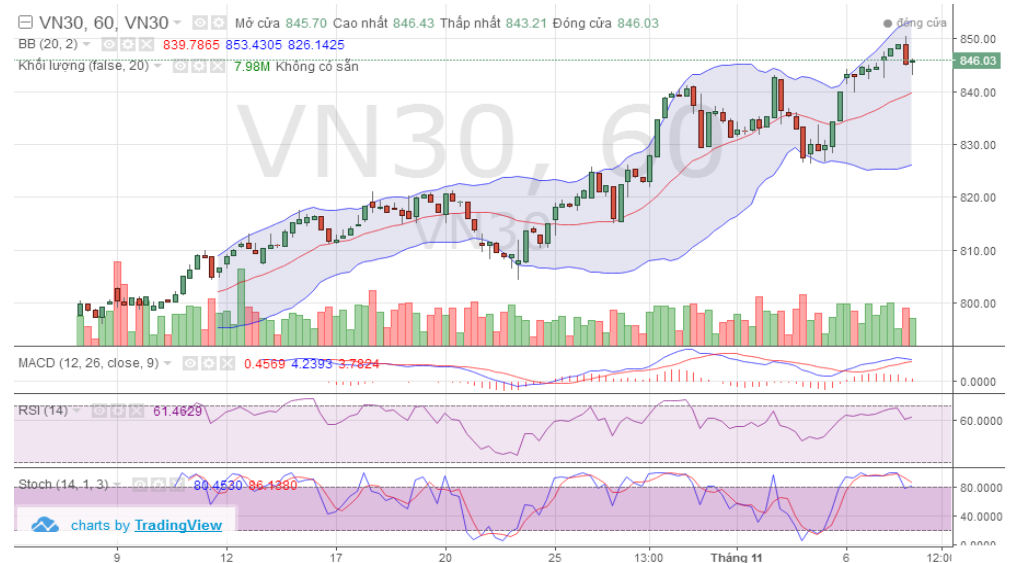 VN30, 60, VN30 Mở cửa 845.70 Cao nhất 846.43 Thấp nhất 843.21 Đóng cửa 846.03
đóng cửa
BB (20, 2) 839.7865 853.4305 826.1425
Khối lượng (false, 20) 7.98M Không có sẵn
850.00
846.03
840.00
830.00
820.00
810.00
800.00
VN30, 60
VN30
MACD (12, 26, close, 9) 0.4569 4.2393 3.7824
0.0000
RSI (14) 61.4629
60.0000
Stoch (14, 1, 3) 80.4530 86.1380
80.0000
40.0000
0.0000
charts by TradingView
9 12 17 20 25 13:00 Tháng 11 6 12:00